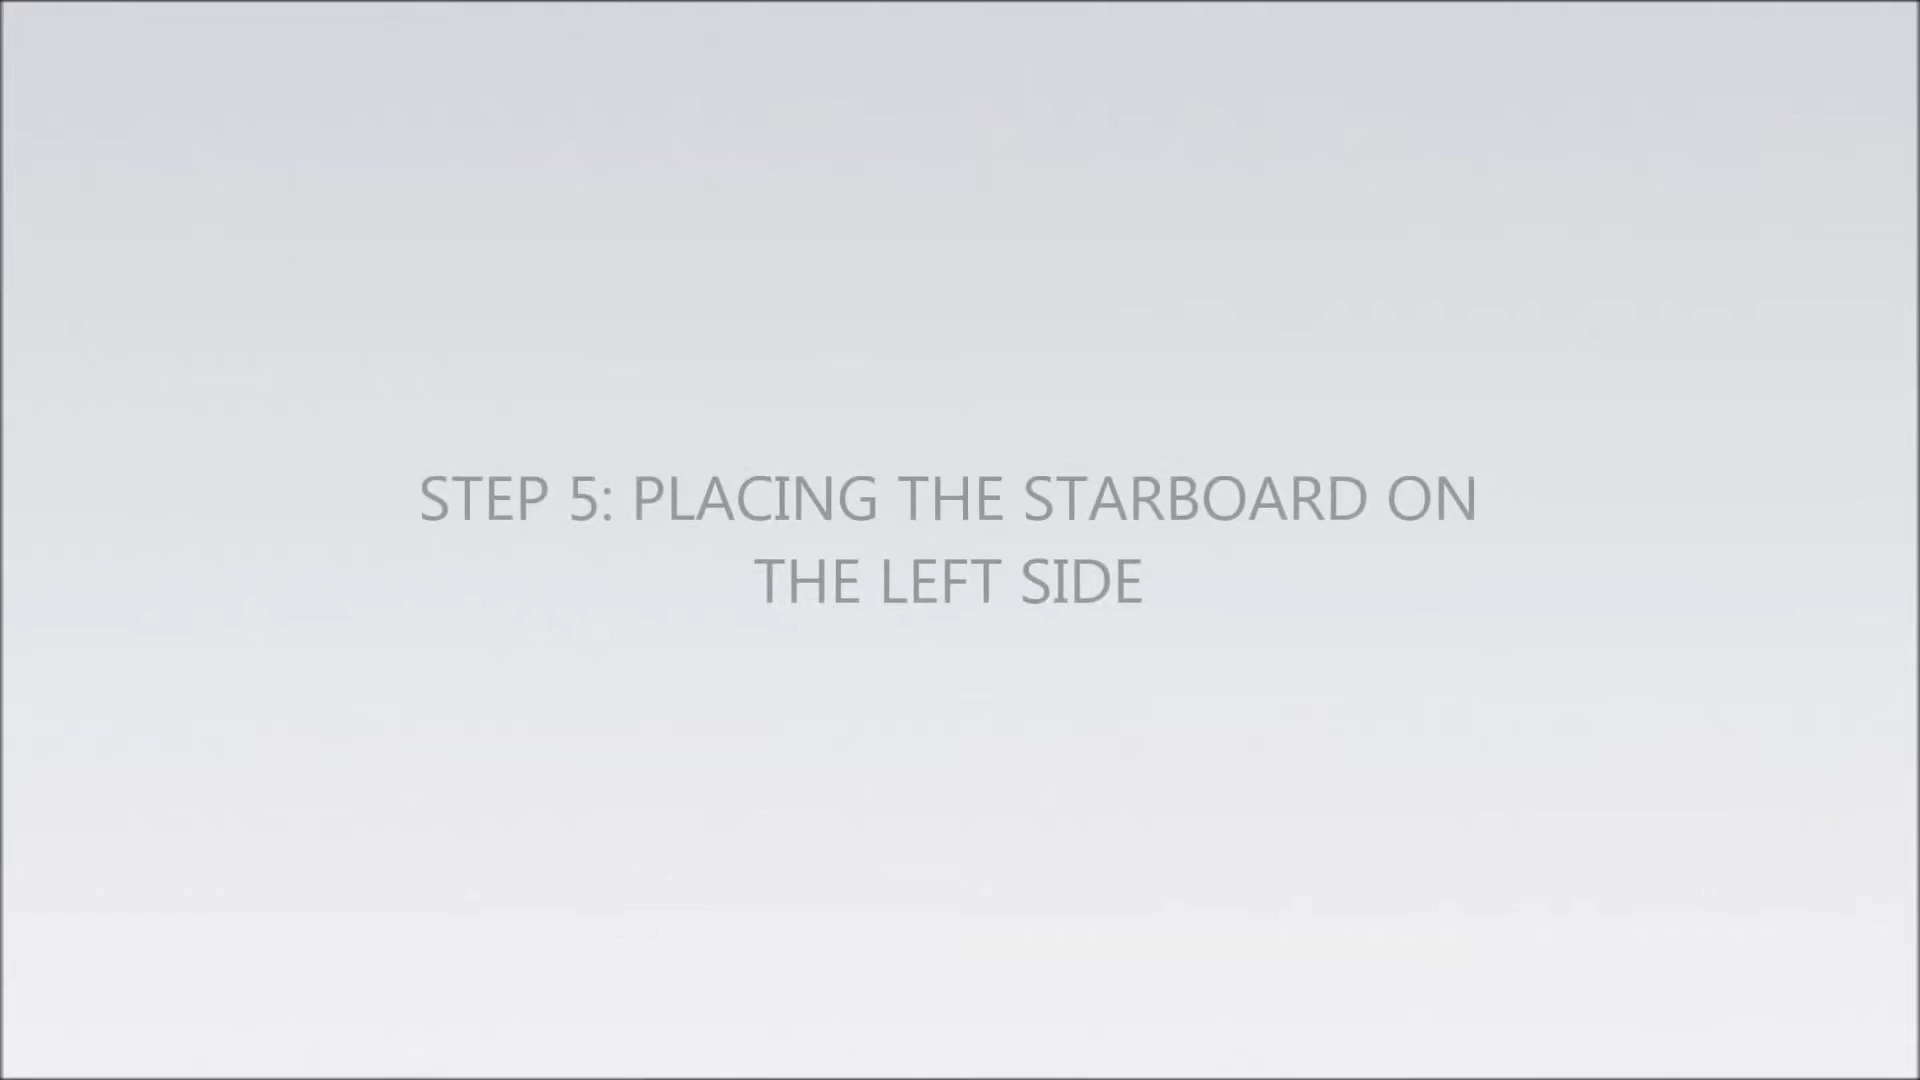 STEP 5: PLACING THE STARBOARD ON
THE LEFT SIDE